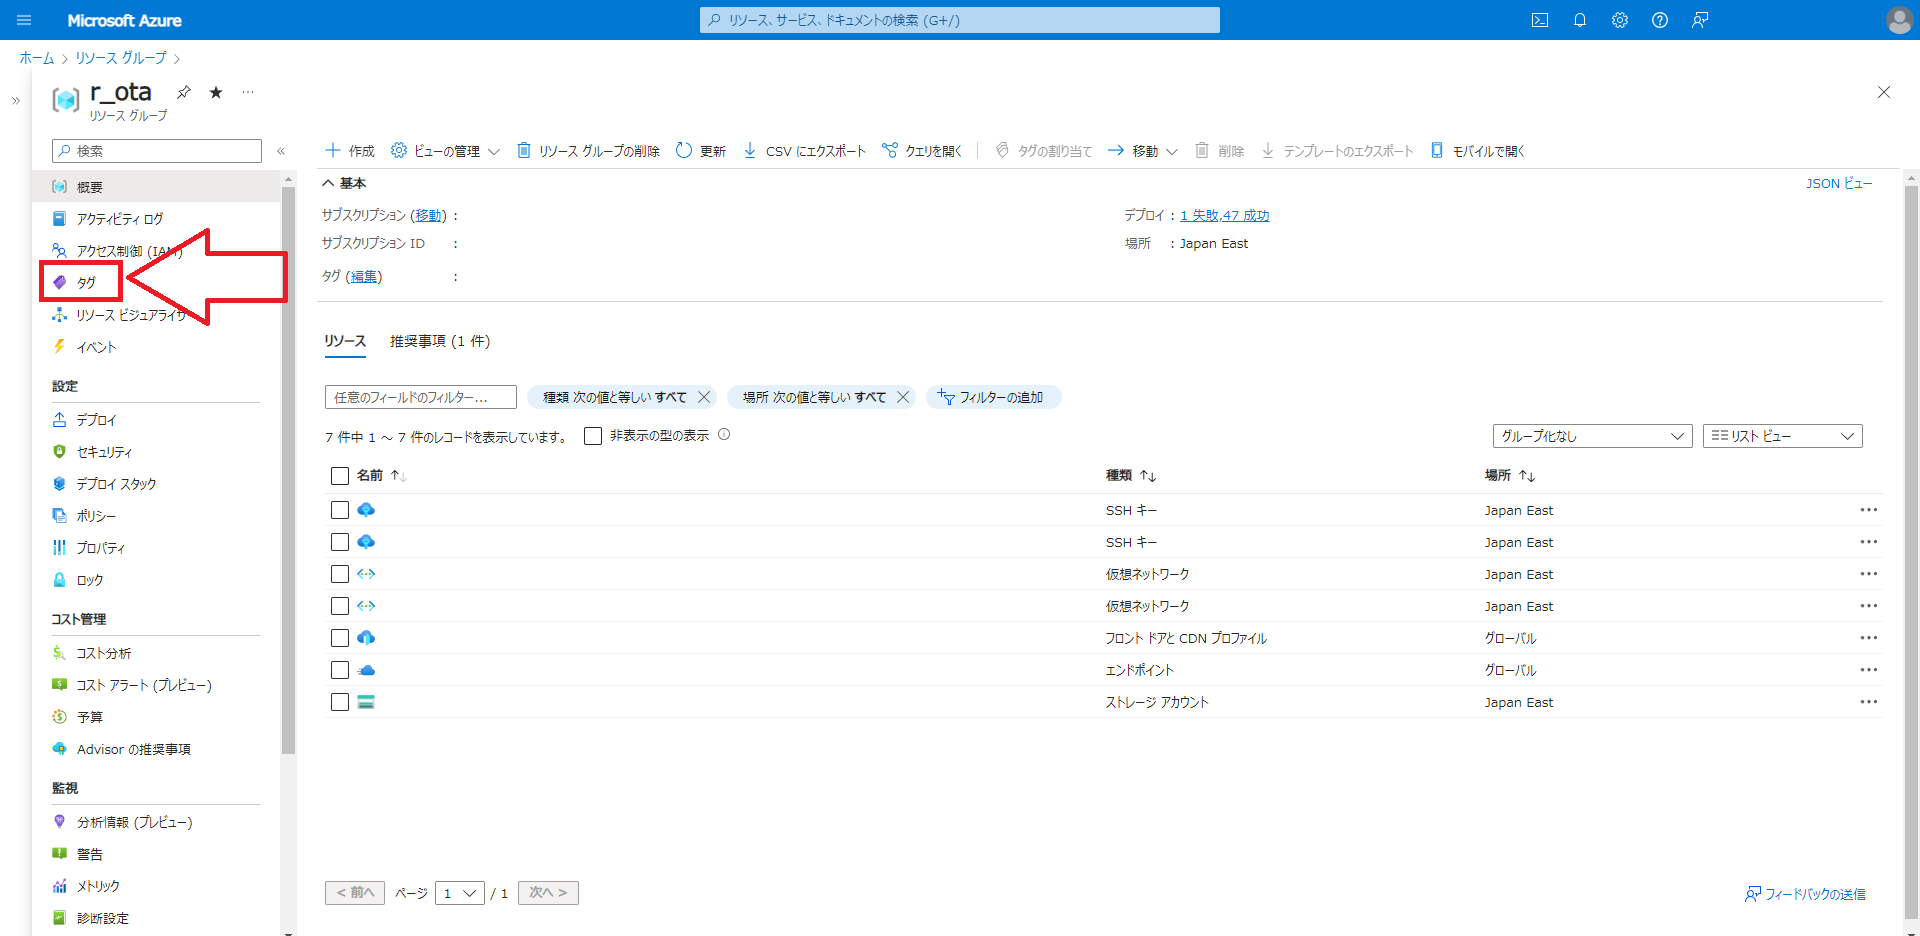 Microsoft Azure
リソース、サービス、ドキュメントの検索 (G+/)
ホーム > リソース グループ >
r_ota
リソース グループ
検索
作成 ビューの管理 リソース グループの削除 更新 CSV にエクスポート クエリを開く タグの割り当て 移動 削除 テンプレートのエクスポート モバイルで開く
概要
アクティビティ ログ
アクセス制御 (IAM)
タグ
リソース ビジュアライザー
イベント
設定
デプロイ
セキュリティ
デプロイ スタック
ポリシー
プロパティ
ロック
コスト管理
コスト分析
コスト アラート (プレビュー)
予算
Advisor の推奨事項
監視
分析情報 (プレビュー)
警告
メトリック
診断設定
基本
JSON ビュー
サブスクリプション (移動) :
デプロイ : 1 失敗,47 成功
サブスクリプション ID :
場所 : Japan East
タグ (編集) :
リソース 推奨事項 (1 件)
任意のフィールドのフィルター...
種類 次の値と等しい すべて
場所 次の値と等しい すべて
フィルターの追加
7 件中 1 ～ 7 件のレコードを表示しています。
非表示の型の表示
グループ化なし
リスト ビュー
名前 ↑↓ 種類 ↑↓ 場所 ↑↓
SSH キー Japan East
SSH キー Japan East
仮想ネットワーク Japan East
仮想ネットワーク Japan East
フロント ドアと CDN プロファイル グローバル
エンドポイント グローバル
ストレージ アカウント Japan East
< 前へ ページ 1 / 1 次へ >
フィードバックの送信